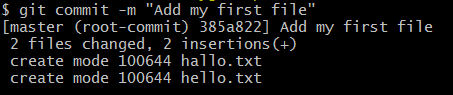 $ git commit -m "Add my first file"
[master (root-commit) 385a822] Add my first file
 2 files changed, 2 insertions(+)
 create mode 100644 hallo.txt
 create mode 100644 hello.txt